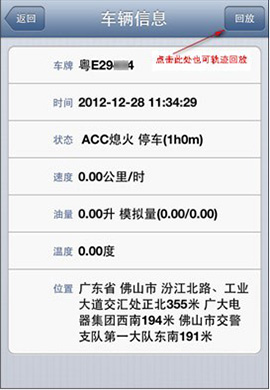 返回
车辆信息
回放
点击此处也可轨迹回放
车牌 粤E29 4
时间 2012-12-28 11:34:29
状态 ACC熄火 停车(1h0m)
速度 0.00公里/时
油量 0.00升 模拟量(0.00/0.00)
温度 0.00度
位置 广东省 佛山市 汾江北路、工业
大道交汇处正北355米 广大电
器集团西南194米 佛山市交警
支队第一大队东南191米